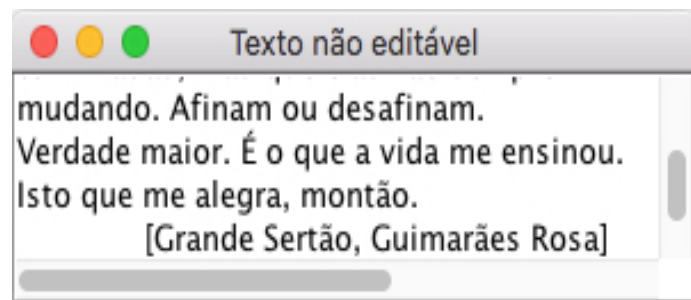 Texto não editável
mudando. Afinam ou desafinam.
Verdade maior. É o que a vida me ensinou.
Isto que me alegra, montão.
[Grande Sertão, Guimarães Rosa]